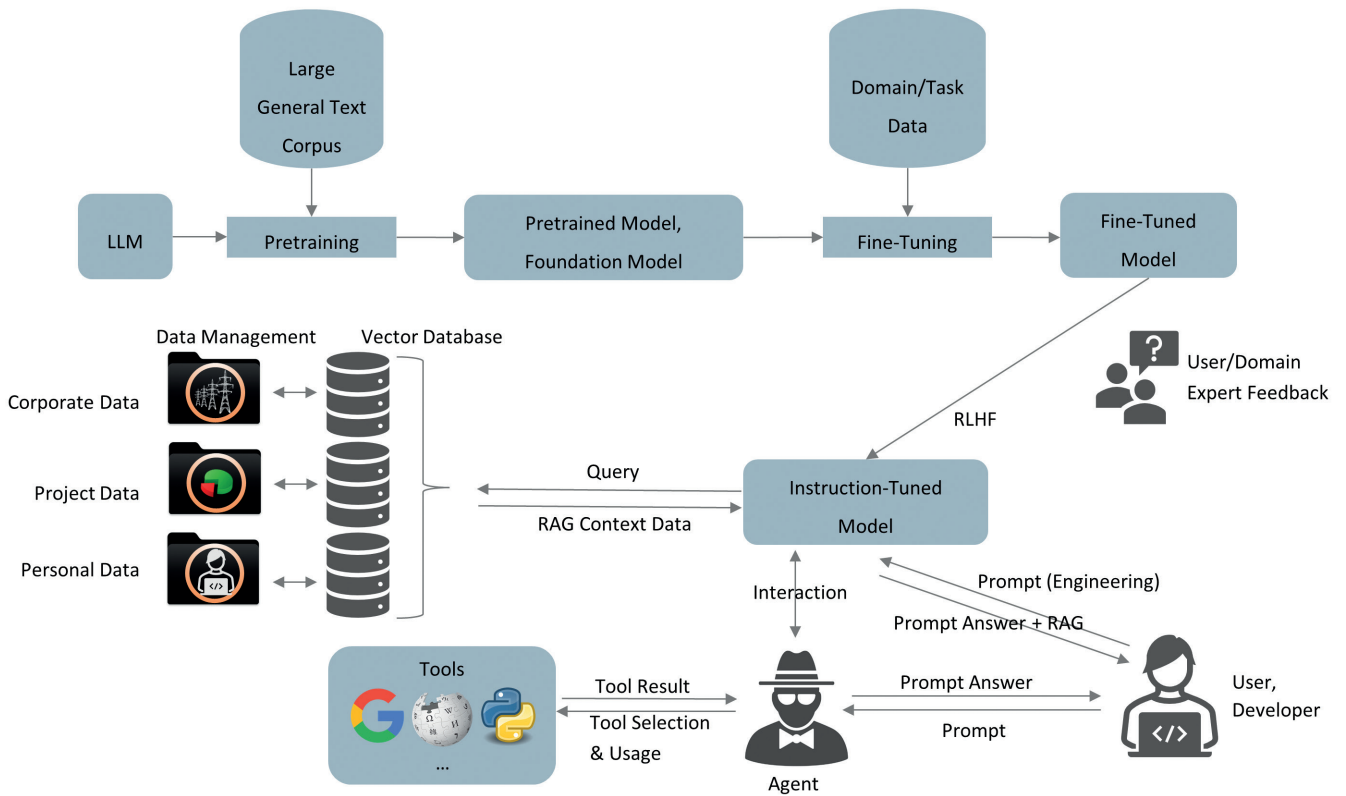 Large
General Text
Corpus
Domain/Task
Data
LLM
Pretraining
Pretrained Model,
Foundation Model
Fine-Tuning
Fine-Tuned
Model
Data Management
Vector Database
?
User/Domain
Expert Feedback
Corporate Data
RLHF
Project Data
Query
RAG Context Data
Instruction-Tuned
Model
Personal Data
</>
Interaction
Prompt (Engineering)
Prompt Answer + RAG
Tools
Ω W И
...
Tool Result
Tool Selection
& Usage
Agent
Prompt Answer
Prompt
</>
User,
Developer